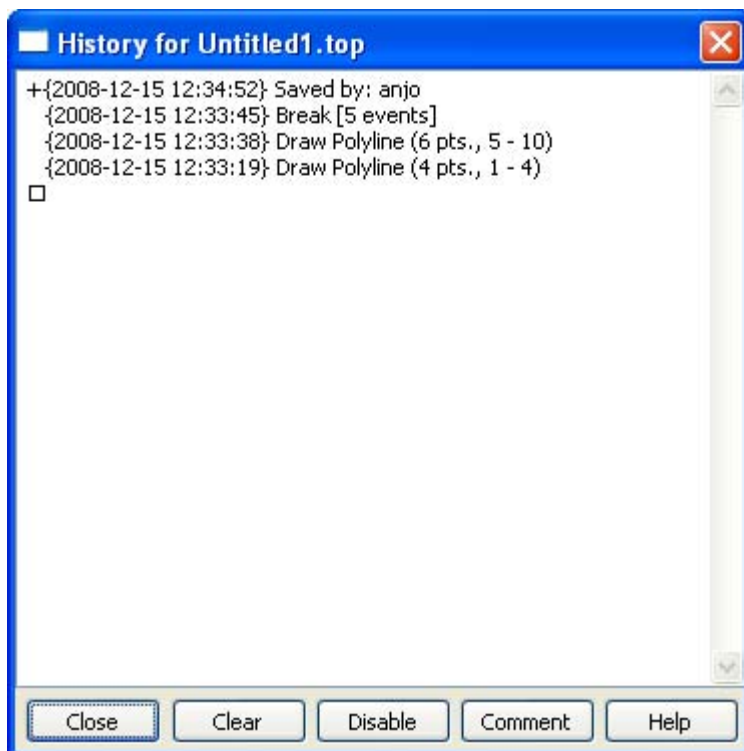 History for Untitled1.top
+{2008-12-15 12:34:52} Saved by: anjo
{2008-12-15 12:33:45} Break [5 events]
{2008-12-15 12:33:38} Draw Polyline (6 pts., 5 - 10)
{2008-12-15 12:33:19} Draw Polyline (4 pts., 1 - 4)
Close Clear Disable Comment Help